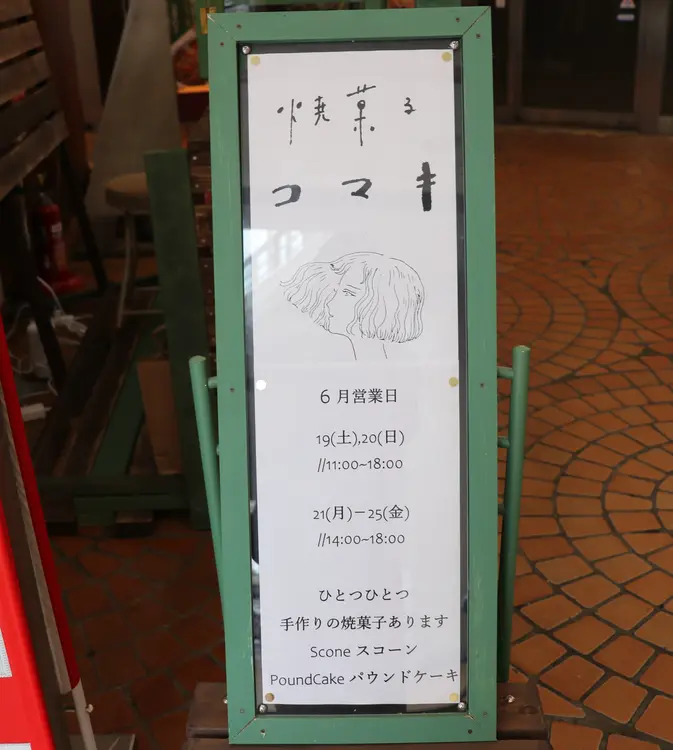 焼菓子
コマキ
6月営業日
19(土),20(日)
//11:00~18:00
21(月)－25(金)
//14:00~18:00
ひとつひとつ
手作りの焼菓子あります
Scone スコーン
PoundCake パウンドケーキ